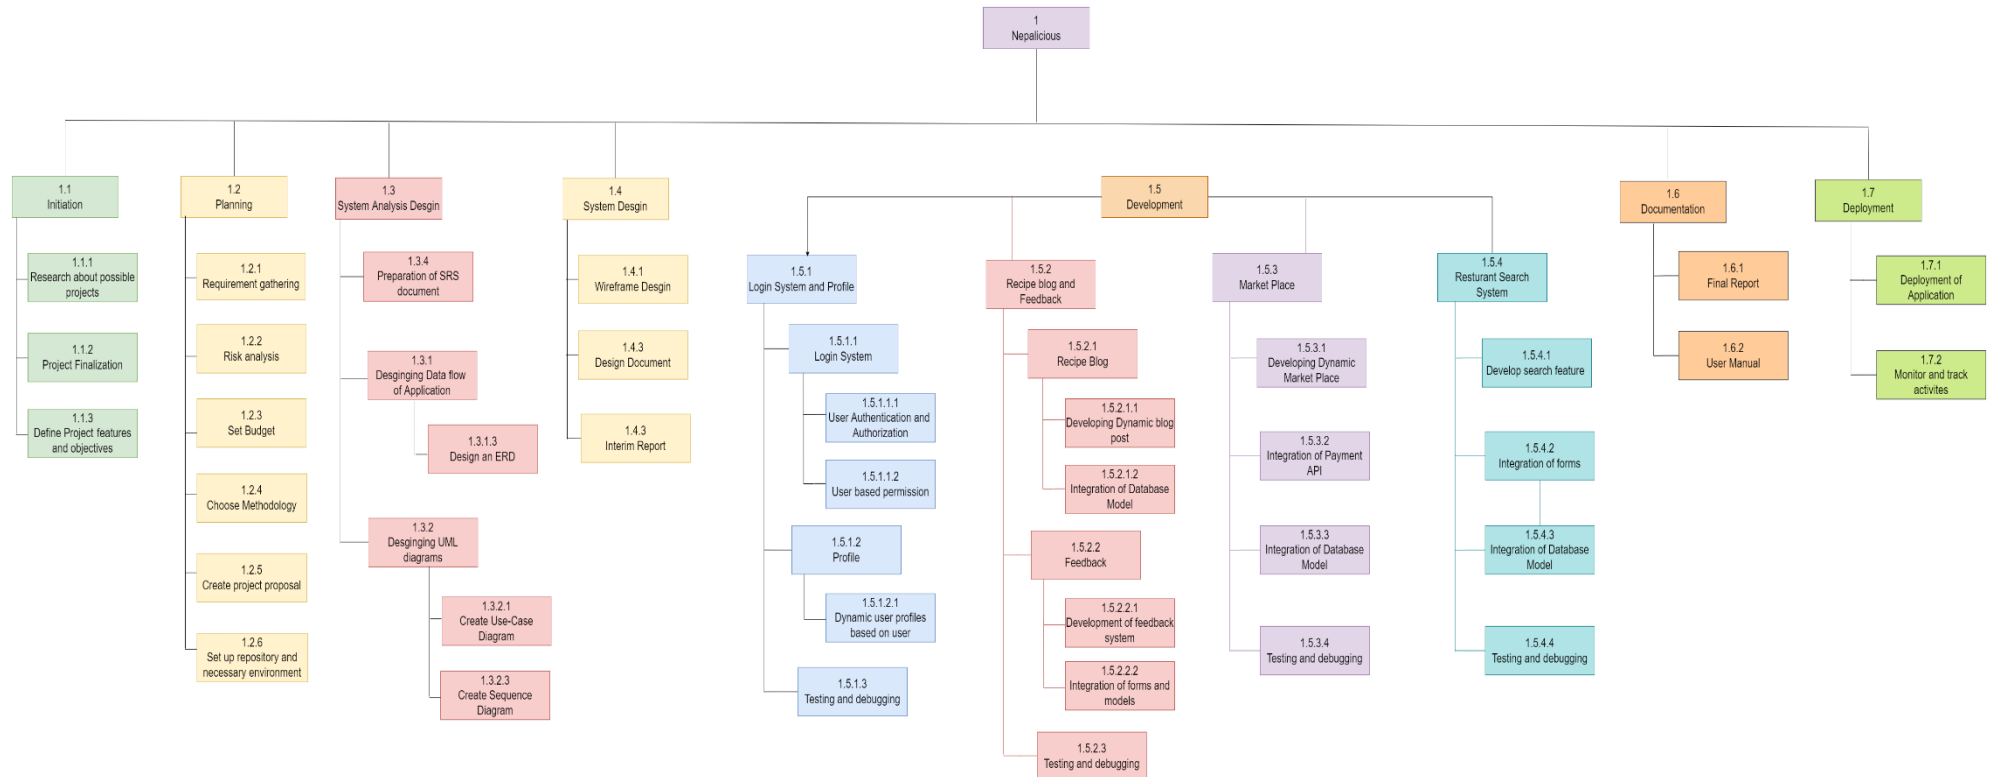 1
Nepalicious
1.1
Initiation
1.1.1
Research about possible
projects
1.1.2
Project Finalization
1.1.3
Define Project features
and objectives
1.2
Planning
1.2.1
Requirement gathering
1.2.2
Risk analysis
1.2.3
Set Budget
1.2.4
Choose Methodology
1.2.5
Create project proposal
1.2.6
Set up repository and
necessary environment
1.3
System Analysis Desgin
1.3.4
Preparation of SRS
document
1.3.1
Desginging Data flow
of Application
1.3.1.3
Design an ERD
1.3.2
Desginging UML
diagrams
1.3.2.1
Create Use-Case
Diagram
1.3.2.3
Create Sequence
Diagram
1.4
System Desgin
1.4.1
Wireframe Desgin
1.4.3
Design Document
1.4.3
Interim Report
1.5
Development
1.5.1
Login System and Profile
1.5.1.1
Login System
1.5.1.1.1
User Authentication and
Authorization
1.5.1.1.2
User based permission
1.5.1.2
Profile
1.5.1.2.1
Dynamic user profiles
based on user
1.5.1.3
Testing and debugging
1.5.2
Recipe blog and
Feedback
1.5.2.1
Recipe Blog
1.5.2.1.1
Developing Dynamic blog
post
1.5.2.1.2
Integration of Database
Model
1.5.2.2
Feedback
1.5.2.2.1
Development of feedback
system
1.5.2.2.2
Integration of forms and
models
1.5.2.3
Testing and debugging
1.5.3
Market Place
1.5.3.1
Developing Dynamic
Market Place
1.5.3.2
Integration of Payment
API
1.5.3.3
Integration of Database
Model
1.5.3.4
Testing and debugging
1.5.4
Resturant Search
System
1.5.4.1
Develop search feature
1.5.4.2
Integration of forms
1.5.4.3
Integration of Database
Model
1.5.4.4
Testing and debugging
1.6
Documentation
1.6.1
Final Report
1.6.2
User Manual
1.7
Deployment
1.7.1
Deployment of
Application
1.7.2
Monitor and track
activites